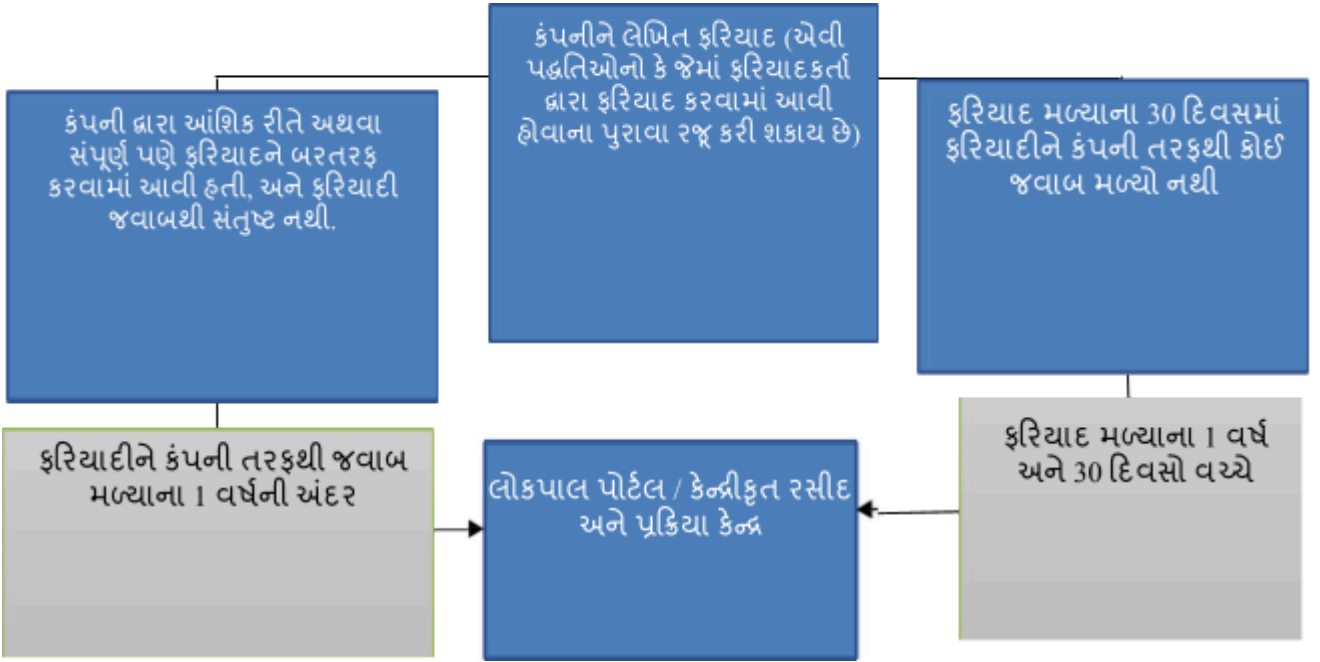 કંપનીને લેખિત ફરિયાદ (એવી
પદ્ધતિઓનો કે જેમાં ફરિયાદકર્તા
દ્વારા ફરિયાદ કરવામાં આવી
હોવાના પુરાવા રજૂ કરી શકાય છે)
કંપની દ્વારા આંશિક રીતે અથવા
સંપૂર્ણ પણે ફરિયાદને બરતરફ
કરવામાં આવી હતી, અને ફરિયાદી
જવાબથી સંતુષ્ટ નથી.
ફરિયાદ મળ્યાના 30 દિવસમાં
ફરિયાદીને કંપની તરફથી કોઈ
જવાબ મળ્યો નથી
ફરિયાદીને કંપની તરફથી જવાબ
મળ્યાના 1 વર્ષની અંદર
લોકપાલ પોર્ટલ / કેન્દ્રીકૃત રસીદ
અને પ્રક્રિયા કેન્દ્ર
ફરિયાદ મળ્યાના 1 વર્ષ
અને 30 દિવસો વચ્ચે